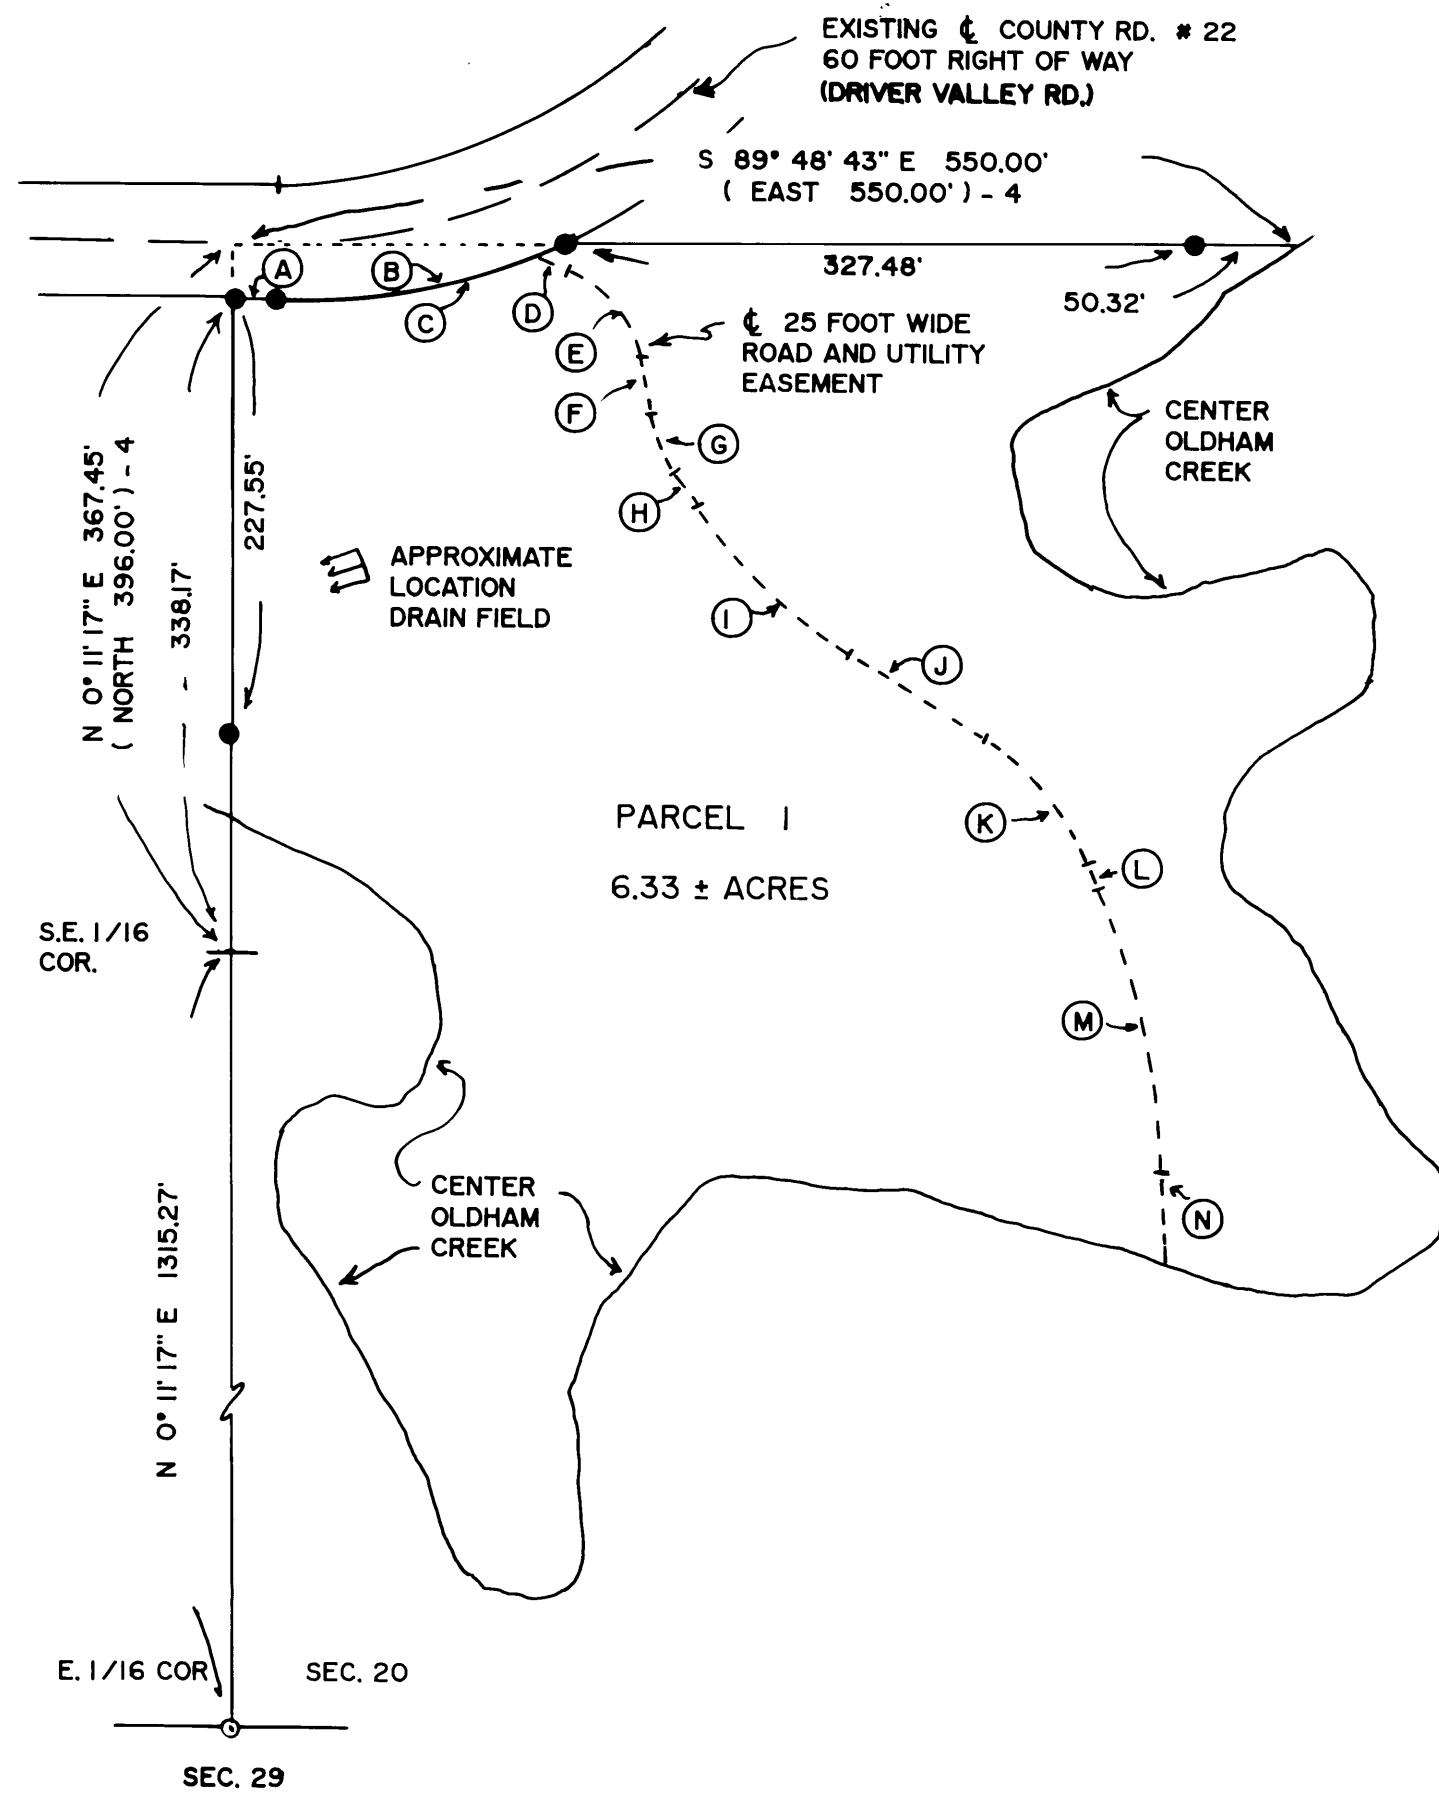 EXISTING ℄ COUNTY RD. # 22
60 FOOT RIGHT OF WAY
(DRIVER VALLEY RD.)
S 89° 48' 43" E 550.00'
( EAST 550.00' ) - 4
327.48'
50.32'
A
B
C
D
E
F
G
H
I
J
K
L
M
N
℄ 25 FOOT WIDE
ROAD AND UTILITY
EASEMENT
CENTER
OLDHAM
CREEK
N 0° 11' 17" E 367.45'
( NORTH 396.00' ) - 4
338.17'
227.55'
APPROXIMATE
LOCATION
DRAIN FIELD
PARCEL 1
6.33 ± ACRES
S.E. 1/16
COR.
CENTER
OLDHAM
CREEK
N 0° 11' 17" E 1315.27'
E. 1/16 COR
SEC. 20
SEC. 29